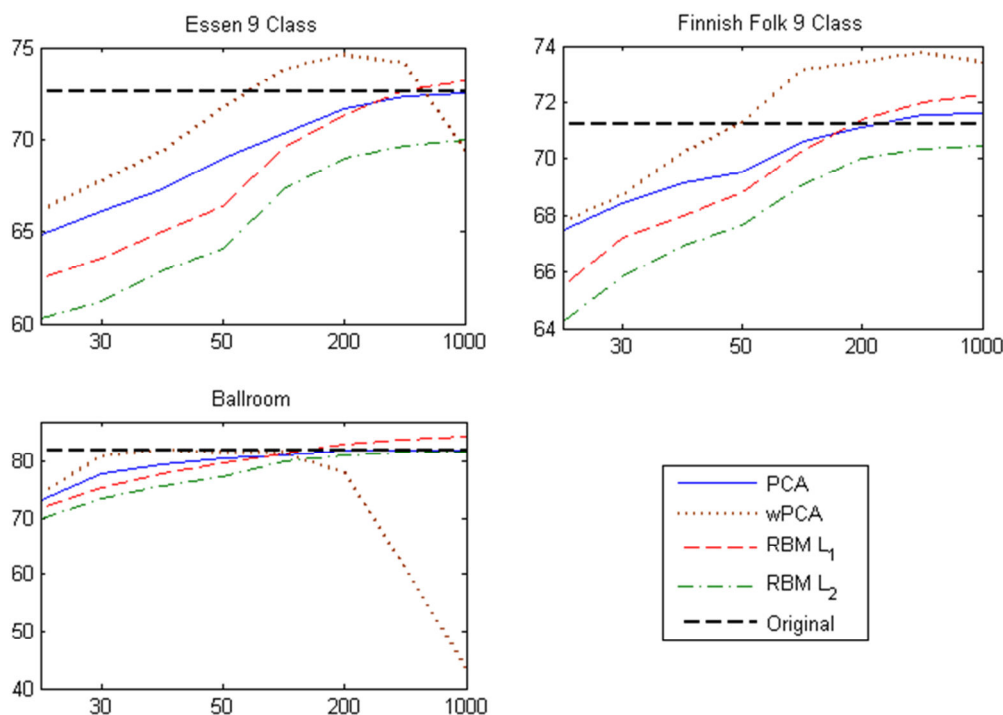 Essen 9 Class
75
70
65
60
30 50 200 1000
Finnish Folk 9 Class
74
72
70
68
66
64
30 50 200 1000
Ballroom
80
70
60
50
40
30 50 200 1000
PCA
wPCA
RBM L1
RBM L2
Original